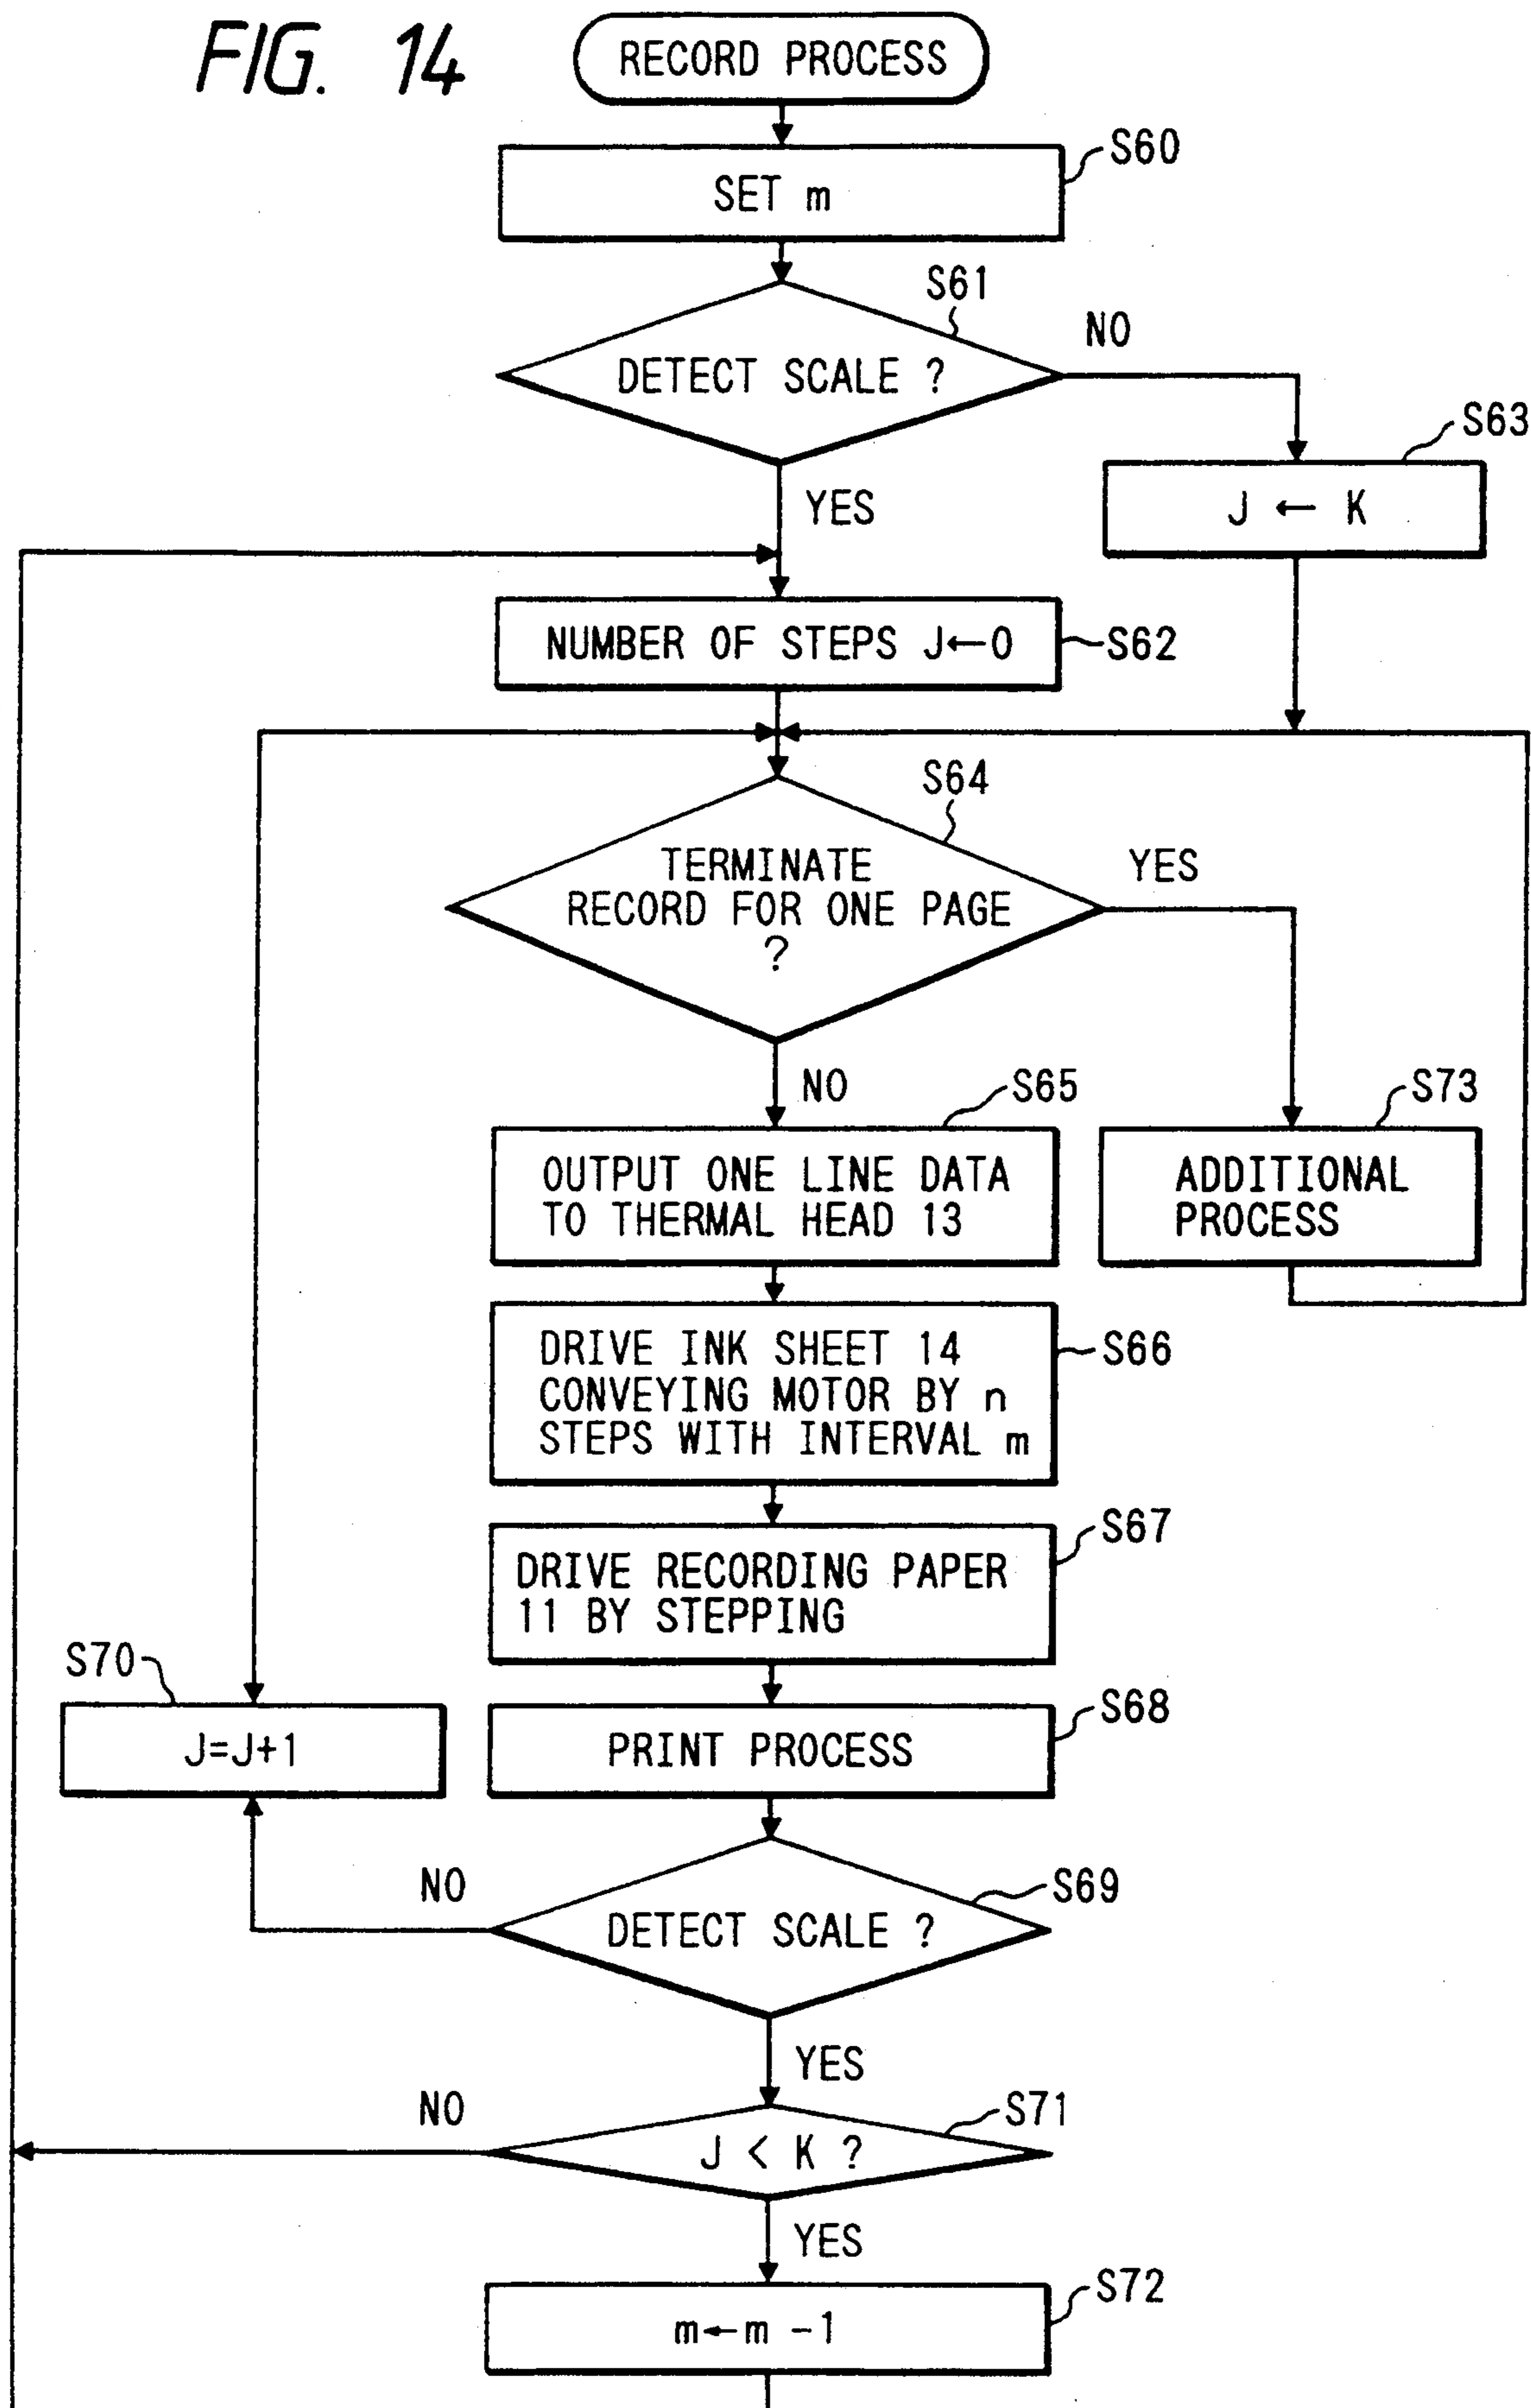 FIG. 14
RECORD PROCESS
S60
SET m
S61
DETECT SCALE ?
NO
S63
J ← K
YES
NUMBER OF STEPS J←0
S62
S64
TERMINATE
RECORD FOR ONE PAGE
?
YES
NO
S65
S73
OUTPUT ONE LINE DATA
TO THERMAL HEAD 13
ADDITIONAL
PROCESS
DRIVE INK SHEET 14
CONVEYING MOTOR BY n
STEPS WITH INTERVAL m
S66
S67
DRIVE RECORDING PAPER
11 BY STEPPING
S70
J=J+1
S68
PRINT PROCESS
NO
S69
DETECT SCALE ?
YES
NO
S71
J < K ?
YES
S72
m←m -1